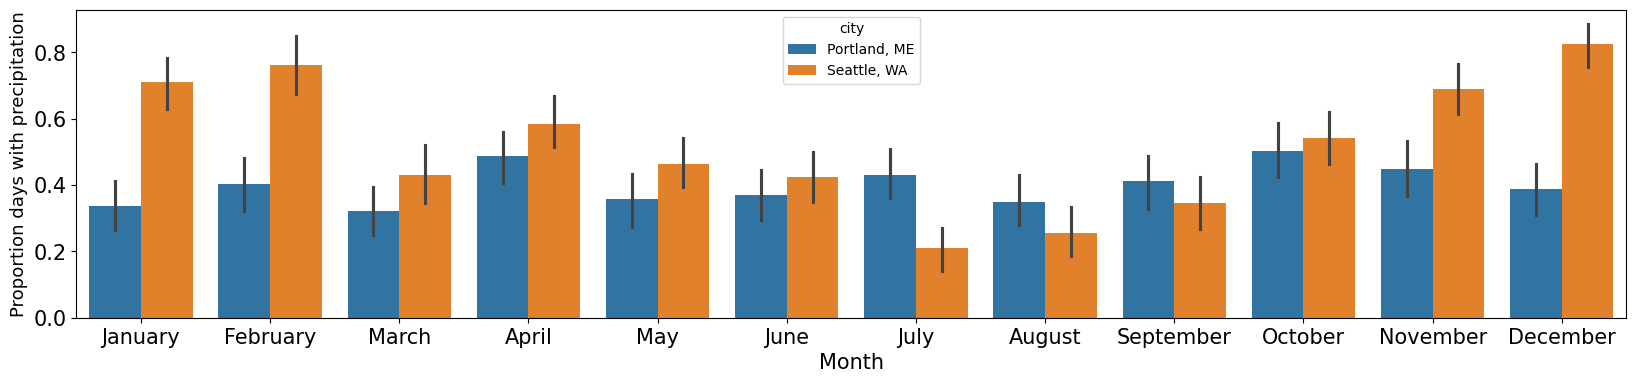 Proportion days with precipitation
0.8
0.6
0.4
0.2
0.0
city
Portland, ME
Seattle, WA
January February March April May June July August September October November December
Month